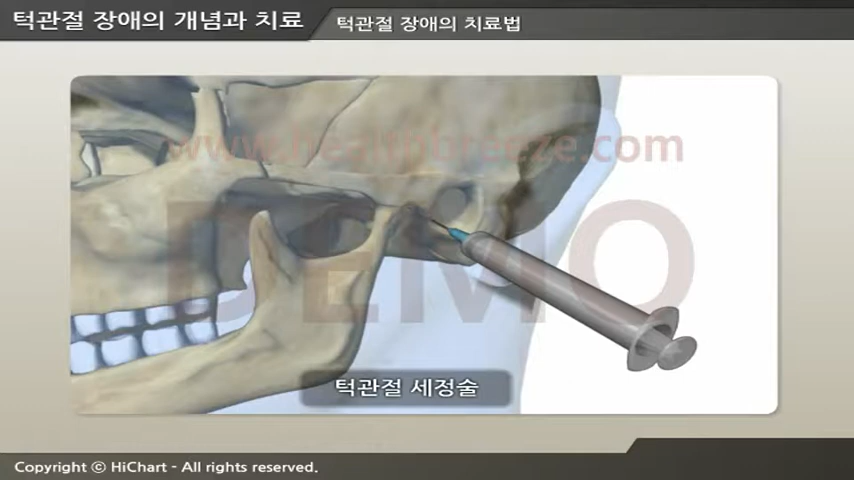 턱관절 장애의 개념과 치료
턱관절 장애의 치료법
www.healthbreeze.com
DEMO
턱관절 세정술
Copyright ⓒ HiChart - All rights reserved.